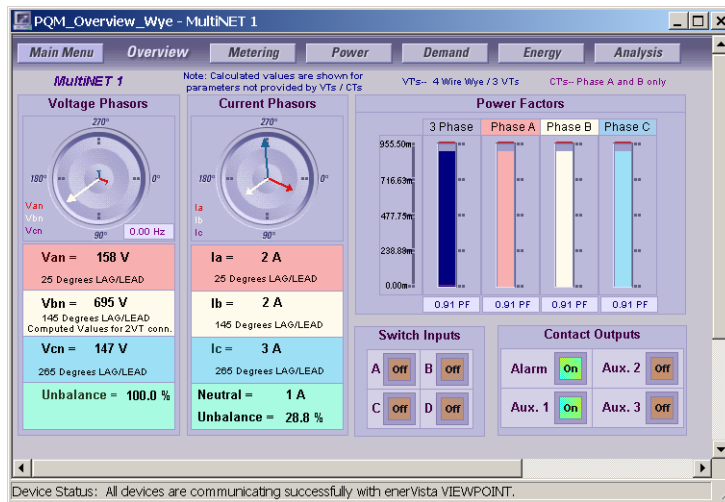 PQM_Overview_Wye - MultiNET 1
Main Menu Overview Metering Power Demand Energy Analysis
MultiNET 1
Note: Calculated values are shown for
parameters not provided by VTs / CTs
VT's-- 4 Wire Wye / 3 VTs
CT's-- Phase A and B only
Voltage Phasors
270°
180°
0°
90°
Van
Vbn
Vcn
0.00 Hz
Van = 158 V
25 Degrees LAG/LEAD
Vbn = 695 V
145 Degrees LAG/LEAD
Computed Values for 2VT conn.
Vcn = 147 V
265 Degrees LAG/LEAD
Unbalance = 100.0 %
Current Phasors
270°
180°
0°
90°
Ia
Ib
Ic
Ia = 2 A
25 Degrees LAG/LEAD
Ib = 2 A
145 Degrees LAG/LEAD
Ic = 3 A
265 Degrees LAG/LEAD
Neutral = 1 A
Unbalance = 28.8 %
Power Factors
3 Phase Phase A Phase B Phase C
955.50m
716.63m
477.75m
238.88m
0.00m
0.91 PF 0.91 PF 0.91 PF 0.91 PF
Switch Inputs
A Off B Off
C Off D Off
Contact Outputs
Alarm On Aux. 2 Off
Aux. 1 On Aux. 3 Off
Device Status: All devices are communicating successfully with enerVista VIEWPOINT.